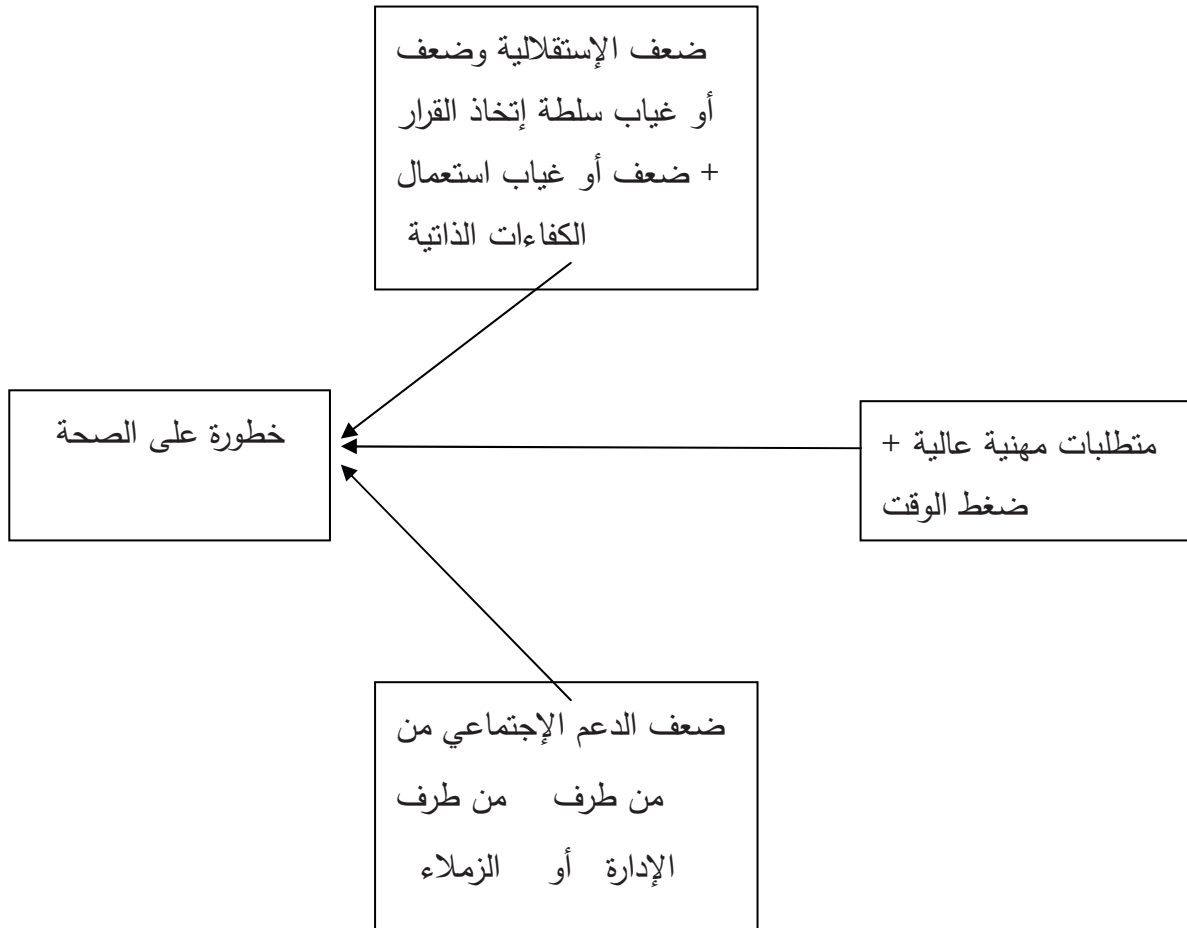 ضعف الإستقلالية وضعف
أو غياب سلطة إتخاذ القرار
+ ضعف أو غياب استعمال
الكفاءات الذاتية
متطلبات مهنية عالية +
ضغط الوقت
خطورة على الصحة
ضعف الدعم الإجتماعي من
من طرف من طرف
الإدارة أو الزملاء